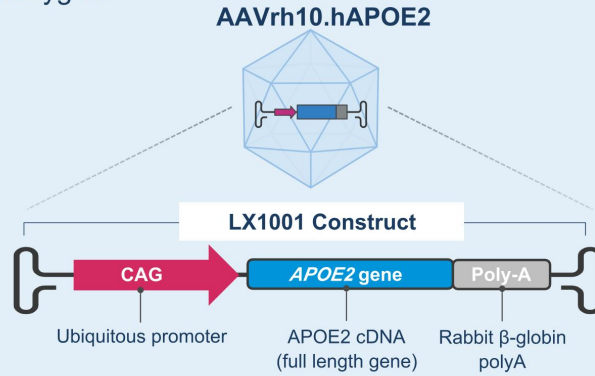 AAVrh10.hAPOE2
LX1001 Construct
CAG
APOE2 gene
Poly-A
Ubiquitous promoter
APOE2 cDNA
(full length gene)
Rabbit β-globin
polyA